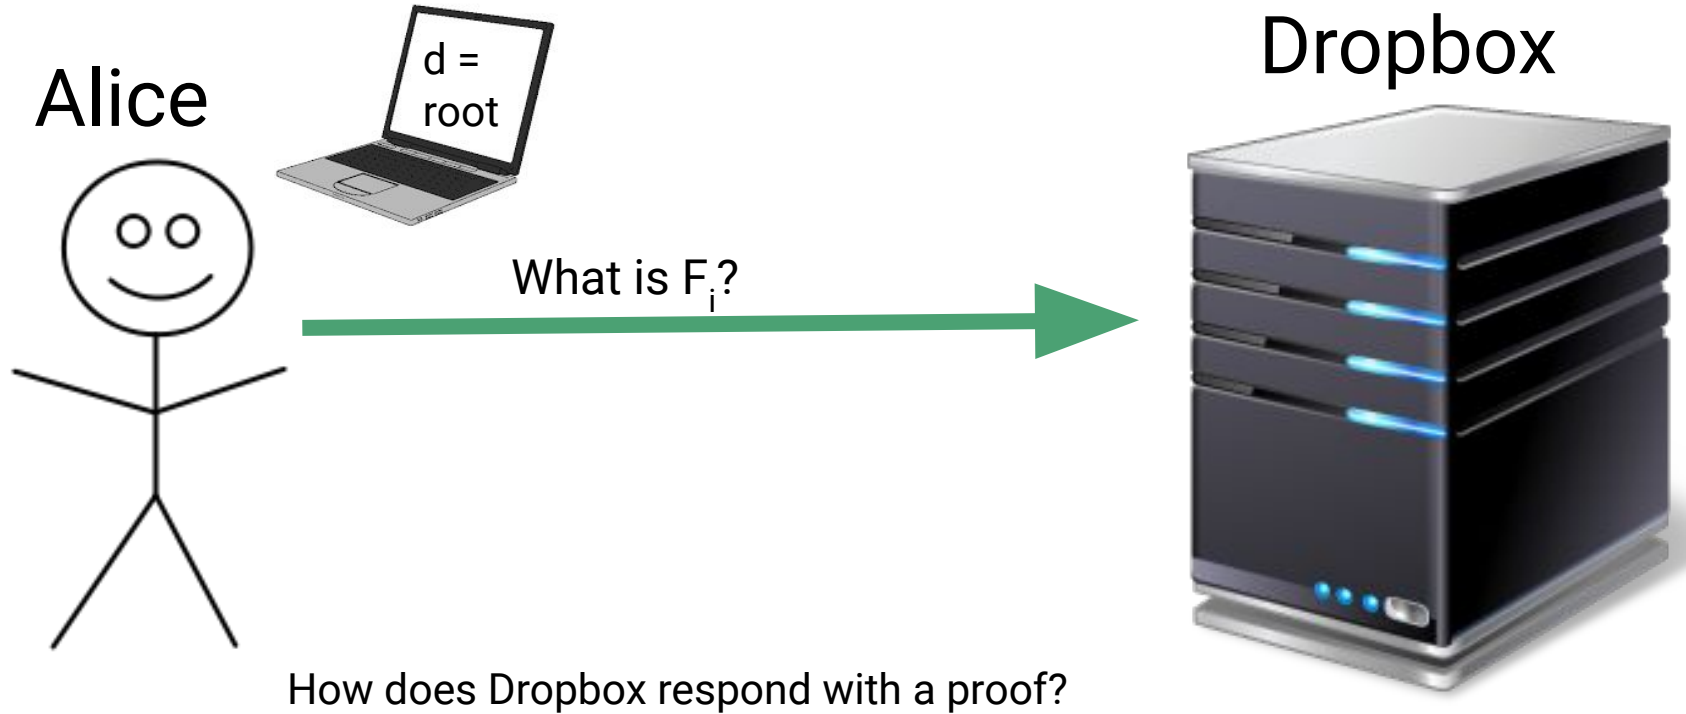 Alice
d =
root
Dropbox
What is Fᵢ?
How does Dropbox respond with a proof?